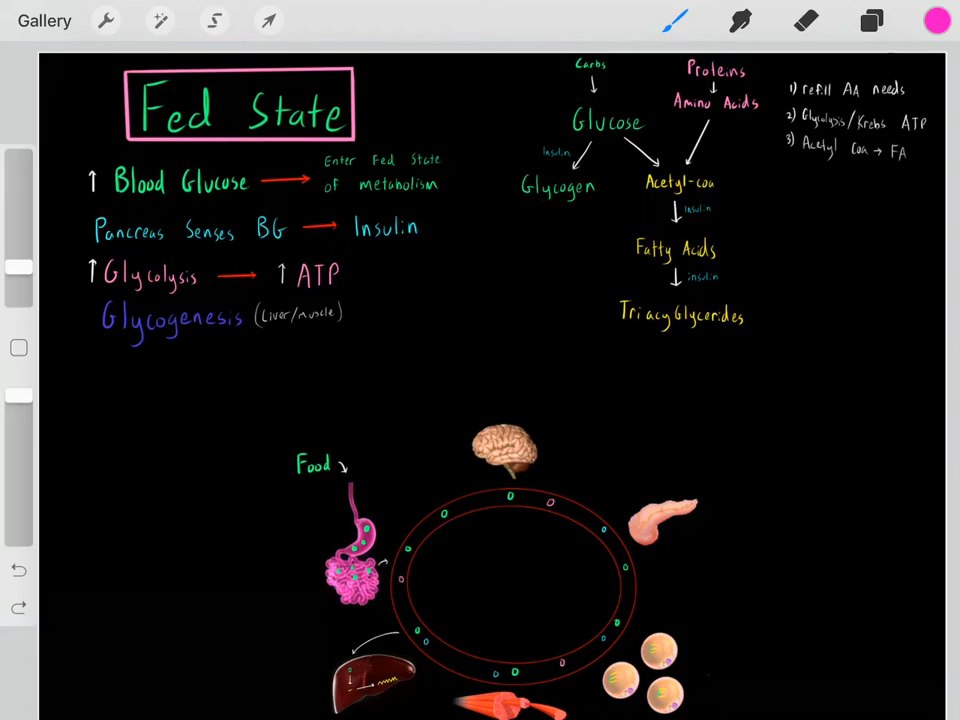 Gallery
Fed State
↑ Blood Glucose → Enter Fed State
of metabolism
Pancreas Senses BG → Insulin
↑ Glycolysis → ↑ ATP
Glycogenesis (Liver/muscle)
Carbs
Glucose
Insulin
Glycogen
Proteins
Amino Acids
Acetyl-coa
Insulin
Fatty Acids
insulin
Triacyglycerides
1) refill AA needs
2) Glycolysis/Krebs ATP
3) Acetyl Coa → FA
Food